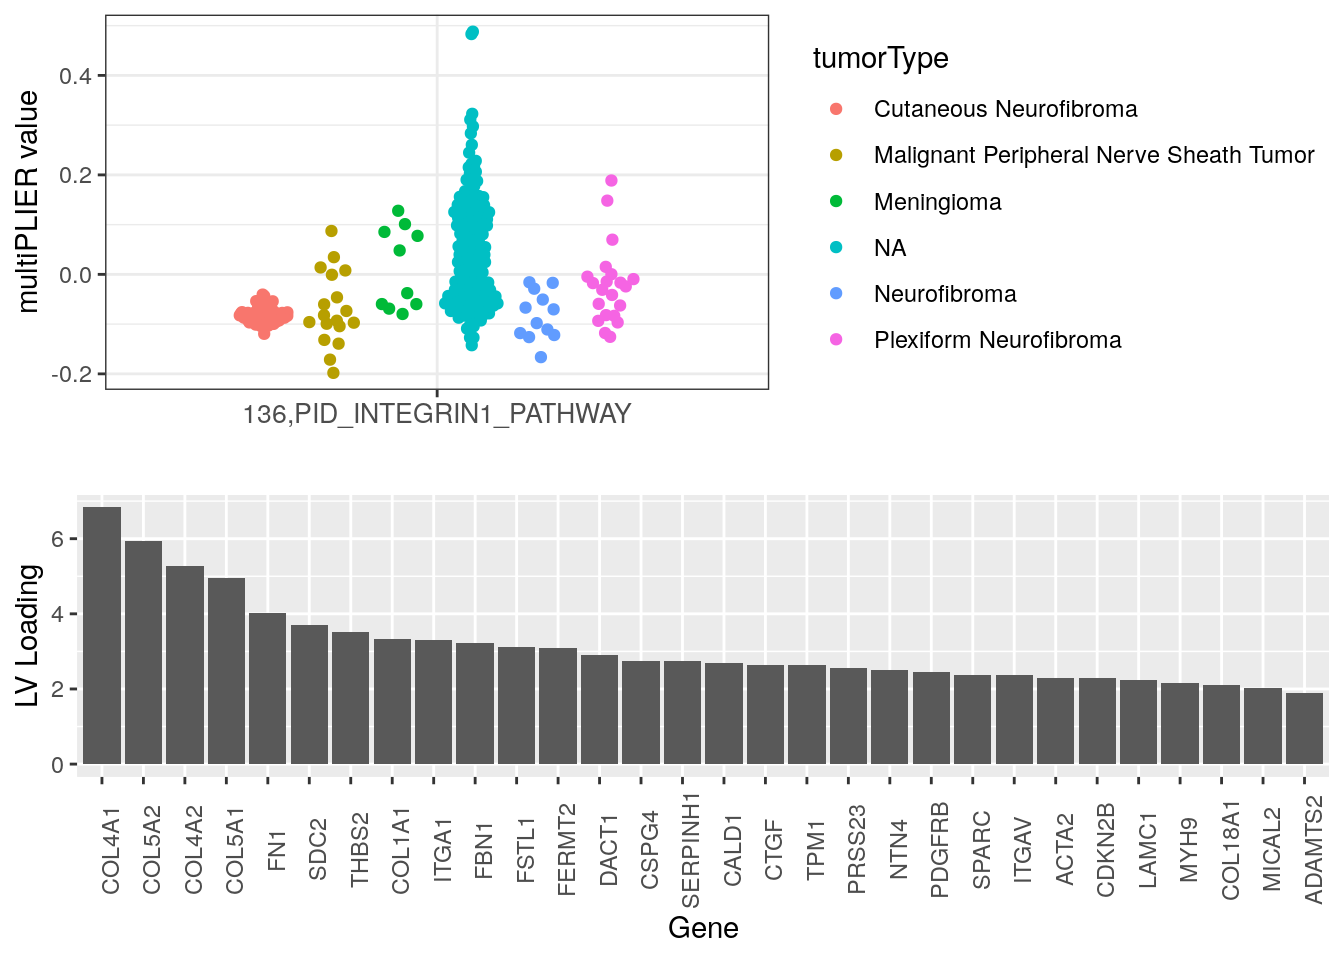 multiPLIER value
0.4
0.2
0.0
-0.2
136,PID_INTEGRIN1_PATHWAY
tumorType
Cutaneous Neurofibroma
Malignant Peripheral Nerve Sheath Tumor
Meningioma
NA
Neurofibroma
Plexiform Neurofibroma
LV Loading
6
4
2
0
COL4A1
COL5A2
COL4A2
COL5A1
FN1
SDC2
THBS2
COL1A1
ITGA1
FBN1
FSTL1
FERMT2
DACT1
CSPG4
SERPINH1
CALD1
CTGF
TPM1
PRSS23
NTN4
PDGFRB
SPARC
ITGAV
ACTA2
CDKN2B
LAMC1
MYH9
COL18A1
MICAL2
ADAMTS2
Gene